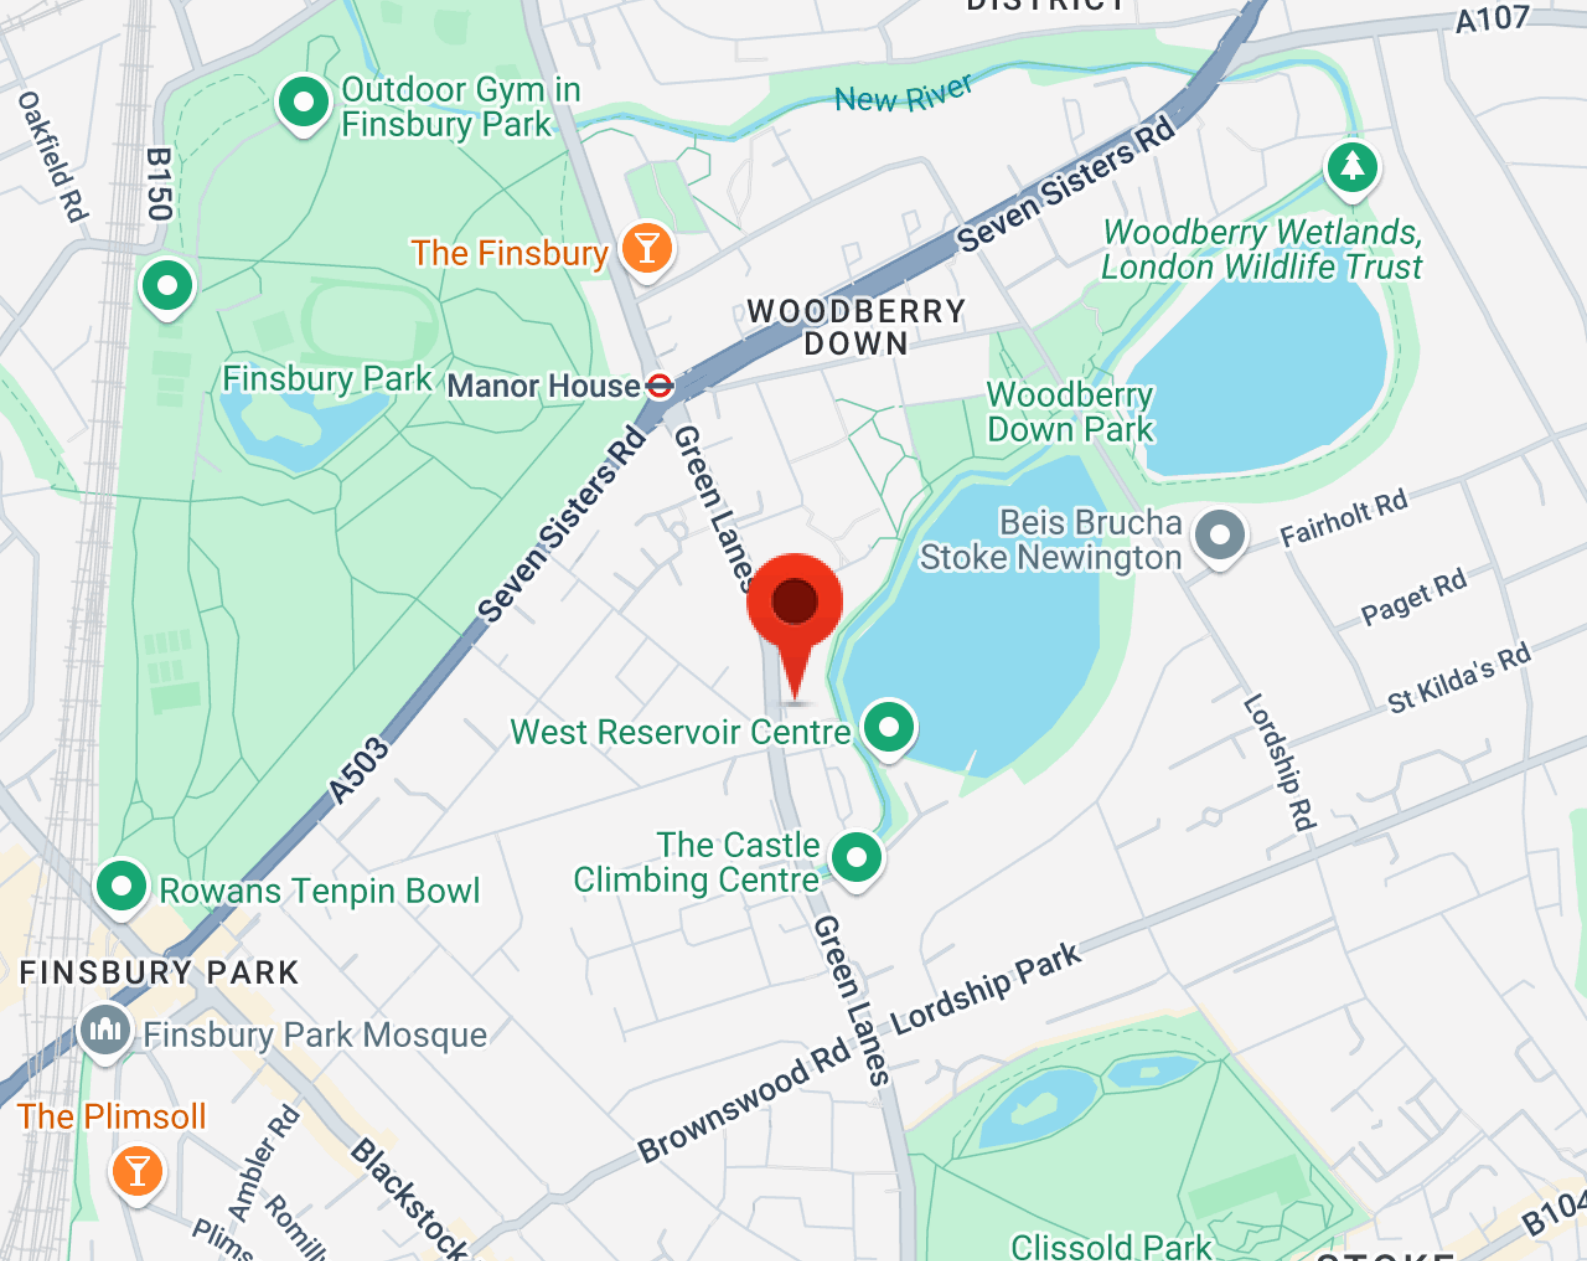 DISTRICT
A107
Oakfield Rd
B150
Outdoor Gym in
Finsbury Park
New River
Seven Sisters Rd
The Finsbury
Woodberry Wetlands,
London Wildlife Trust
WOODBERRY
DOWN
Finsbury Park
Manor House
Woodberry
Down Park
Seven Sisters Rd
Green Lanes
Beis Brucha
Stoke Newington
Fairholt Rd
Paget Rd
St Kilda's Rd
Lordship Rd
West Reservoir Centre
A503
The Castle
Climbing Centre
Rowans Tenpin Bowl
Green Lanes
Lordship Park
FINSBURY PARK
Finsbury Park Mosque
Brownswood Rd
The Plimsoll
Ambler Rd
Blackstock
Romilly
Plims
Clissold Park
B104
STOKE